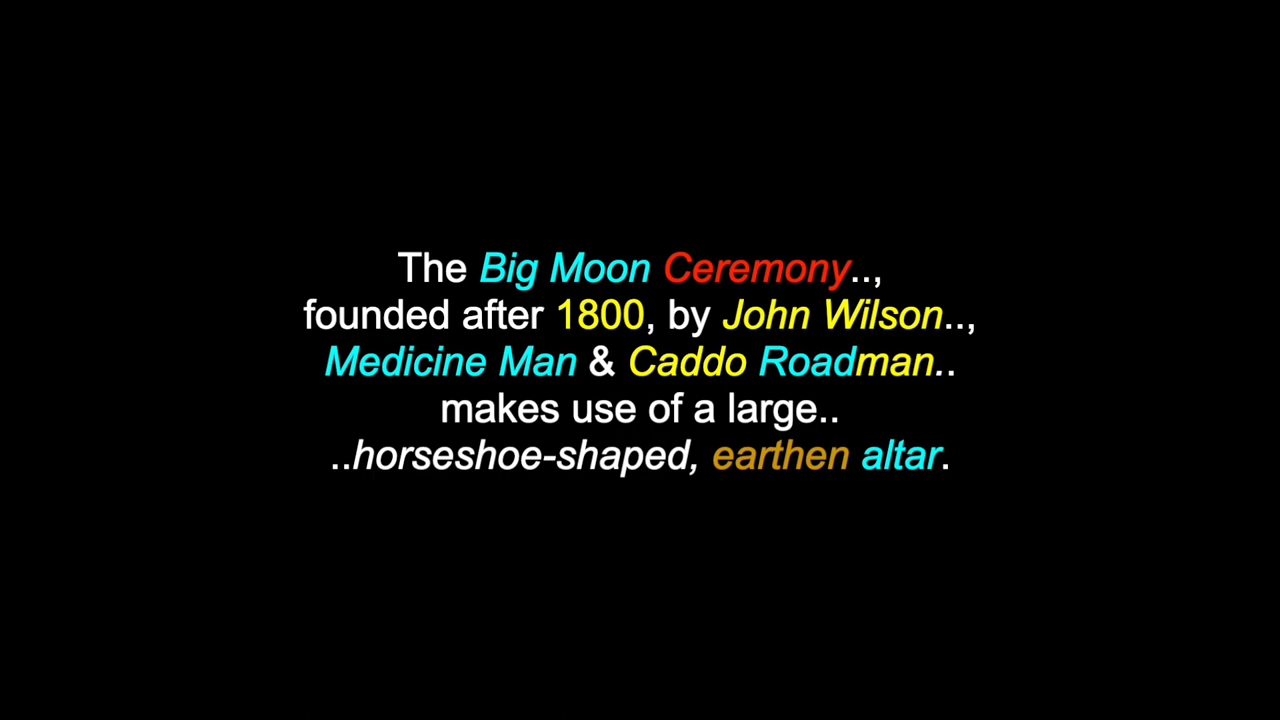 The Big Moon Ceremony..,
founded after 1800, by John Wilson..,
Medicine Man & Caddo Roadman..
makes use of a large..
..horseshoe-shaped, earthen altar.